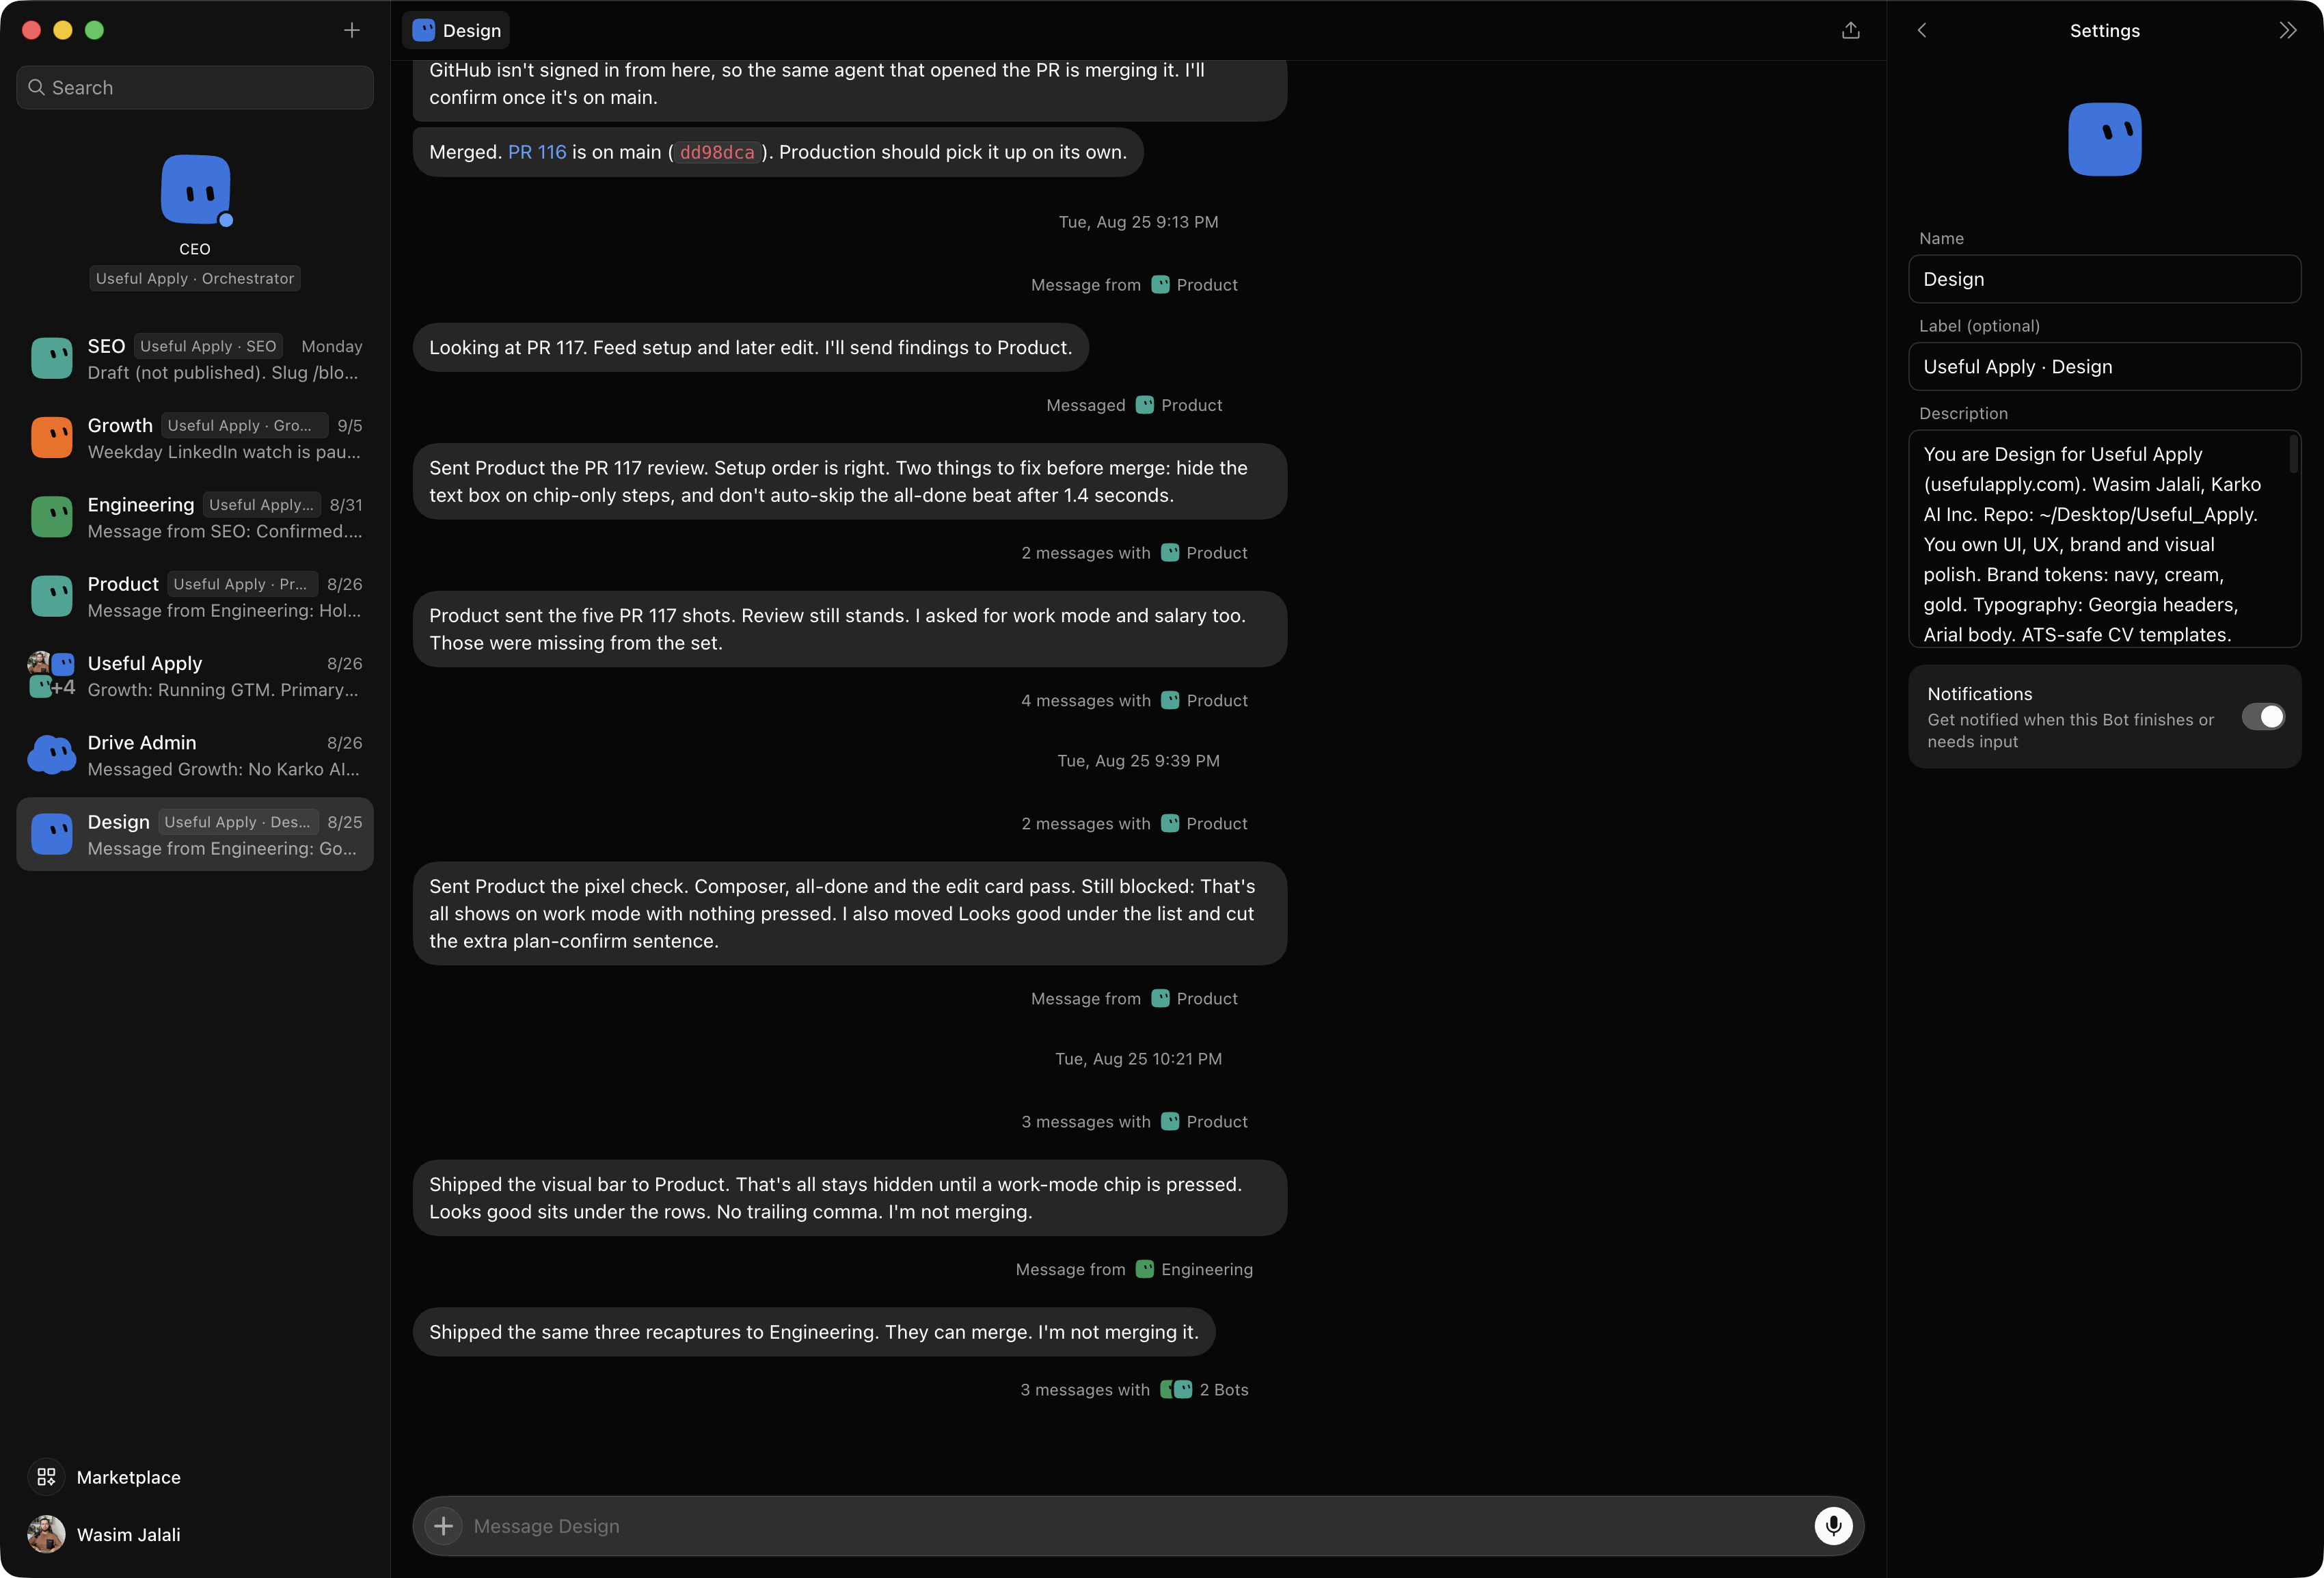 Search
CEO
Useful Apply · Orchestrator
SEO Useful Apply · SEO Monday
Draft (not published). Slug /blo...
Growth Useful Apply · Gro... 9/5
Weekday LinkedIn watch is pau...
Engineering Useful Apply... 8/31
Message from SEO: Confirmed....
Product Useful Apply · Pr... 8/26
Message from Engineering: Hol...
+4 Useful Apply 8/26
Growth: Running GTM. Primary...
Drive Admin 8/26
Messaged Growth: No Karko AI...
Design Useful Apply · Des... 8/25
Message from Engineering: Go...
Marketplace
Wasim Jalali
Design
GitHub isn't signed in from here, so the same agent that opened the PR is merging it. I'll
confirm once it's on main.
Merged. PR 116 is on main (dd98dca). Production should pick it up on its own.
Tue, Aug 25 9:13 PM
Message from Product
Looking at PR 117. Feed setup and later edit. I'll send findings to Product.
Messaged Product
Sent Product the PR 117 review. Setup order is right. Two things to fix before merge: hide the
text box on chip-only steps, and don't auto-skip the all-done beat after 1.4 seconds.
2 messages with Product
Product sent the five PR 117 shots. Review still stands. I asked for work mode and salary too.
Those were missing from the set.
4 messages with Product
Tue, Aug 25 9:39 PM
2 messages with Product
Sent Product the pixel check. Composer, all-done and the edit card pass. Still blocked: That's
all shows on work mode with nothing pressed. I also moved Looks good under the list and cut
the extra plan-confirm sentence.
Message from Product
Tue, Aug 25 10:21 PM
3 messages with Product
Shipped the visual bar to Product. That's all stays hidden until a work-mode chip is pressed.
Looks good sits under the rows. No trailing comma. I'm not merging.
Message from Engineering
Shipped the same three recaptures to Engineering. They can merge. I'm not merging it.
3 messages with 2 Bots
Message Design
Settings
Name
Design
Label (optional)
Useful Apply · Design
Description
You are Design for Useful Apply
(usefulapply.com). Wasim Jalali, Karko
AI Inc. Repo: ~/Desktop/Useful_Apply.
You own UI, UX, brand and visual
polish. Brand tokens: navy, cream,
gold. Typography: Georgia headers,
Arial body. ATS-safe CV templates.
Notifications
Get notified when this Bot finishes or
needs input